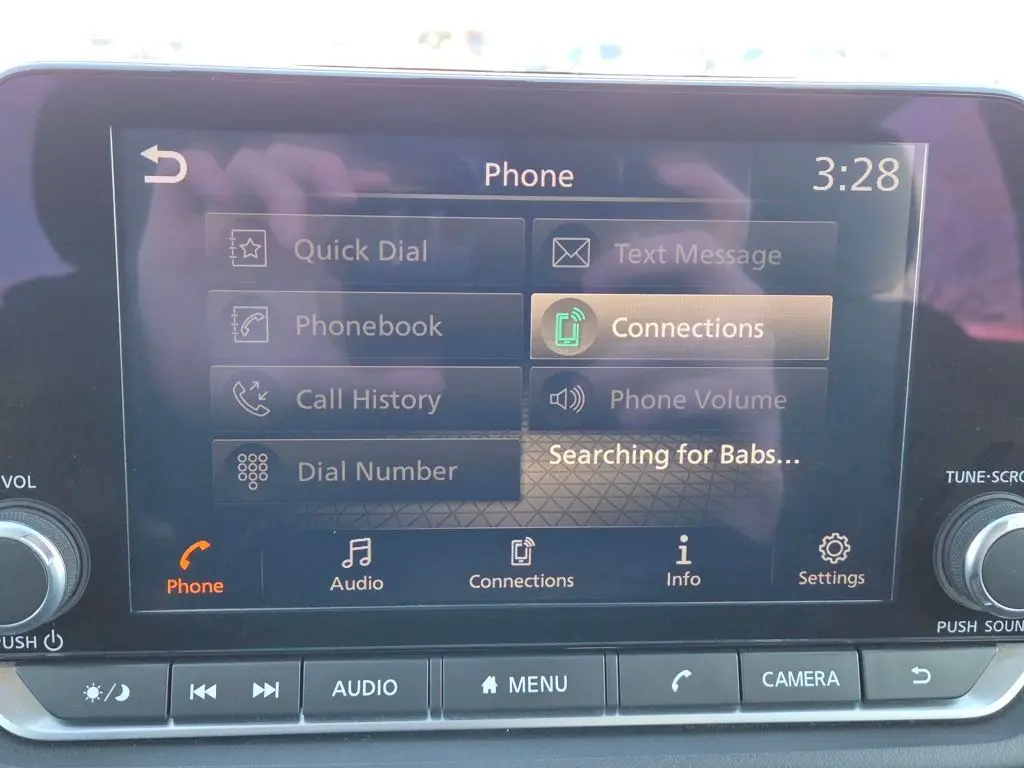 Phone
3:28
Quick Dial
Text Message
Phonebook
Connections
Call History
Phone Volume
Dial Number
Searching for Babs...
Phone
Audio
Connections
Info
Settings
VOL
TUNE·SCRO
PUSH
PUSH SOUN
AUDIO
MENU
CAMERA